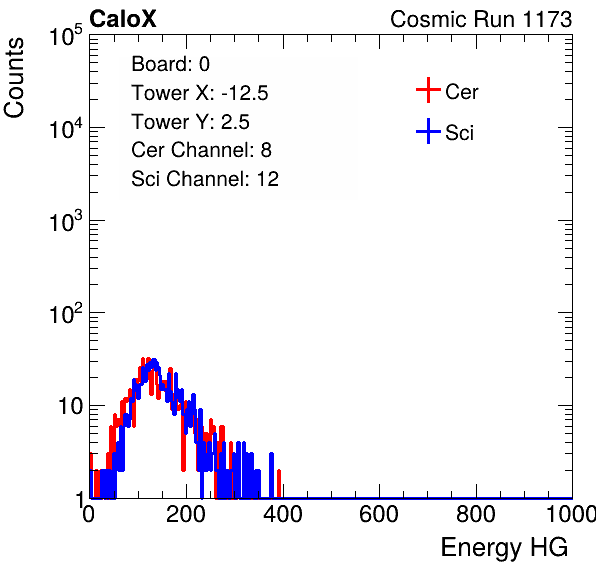 CaloX Cosmic Run 1173
Counts
10^5
10^4
10^3
10^2
10
1
Board: 0
Tower X: -12.5
Tower Y: 2.5
Cer Channel: 8
Sci Channel: 12
Cer
Sci
0 200 400 600 800 1000
Energy HG